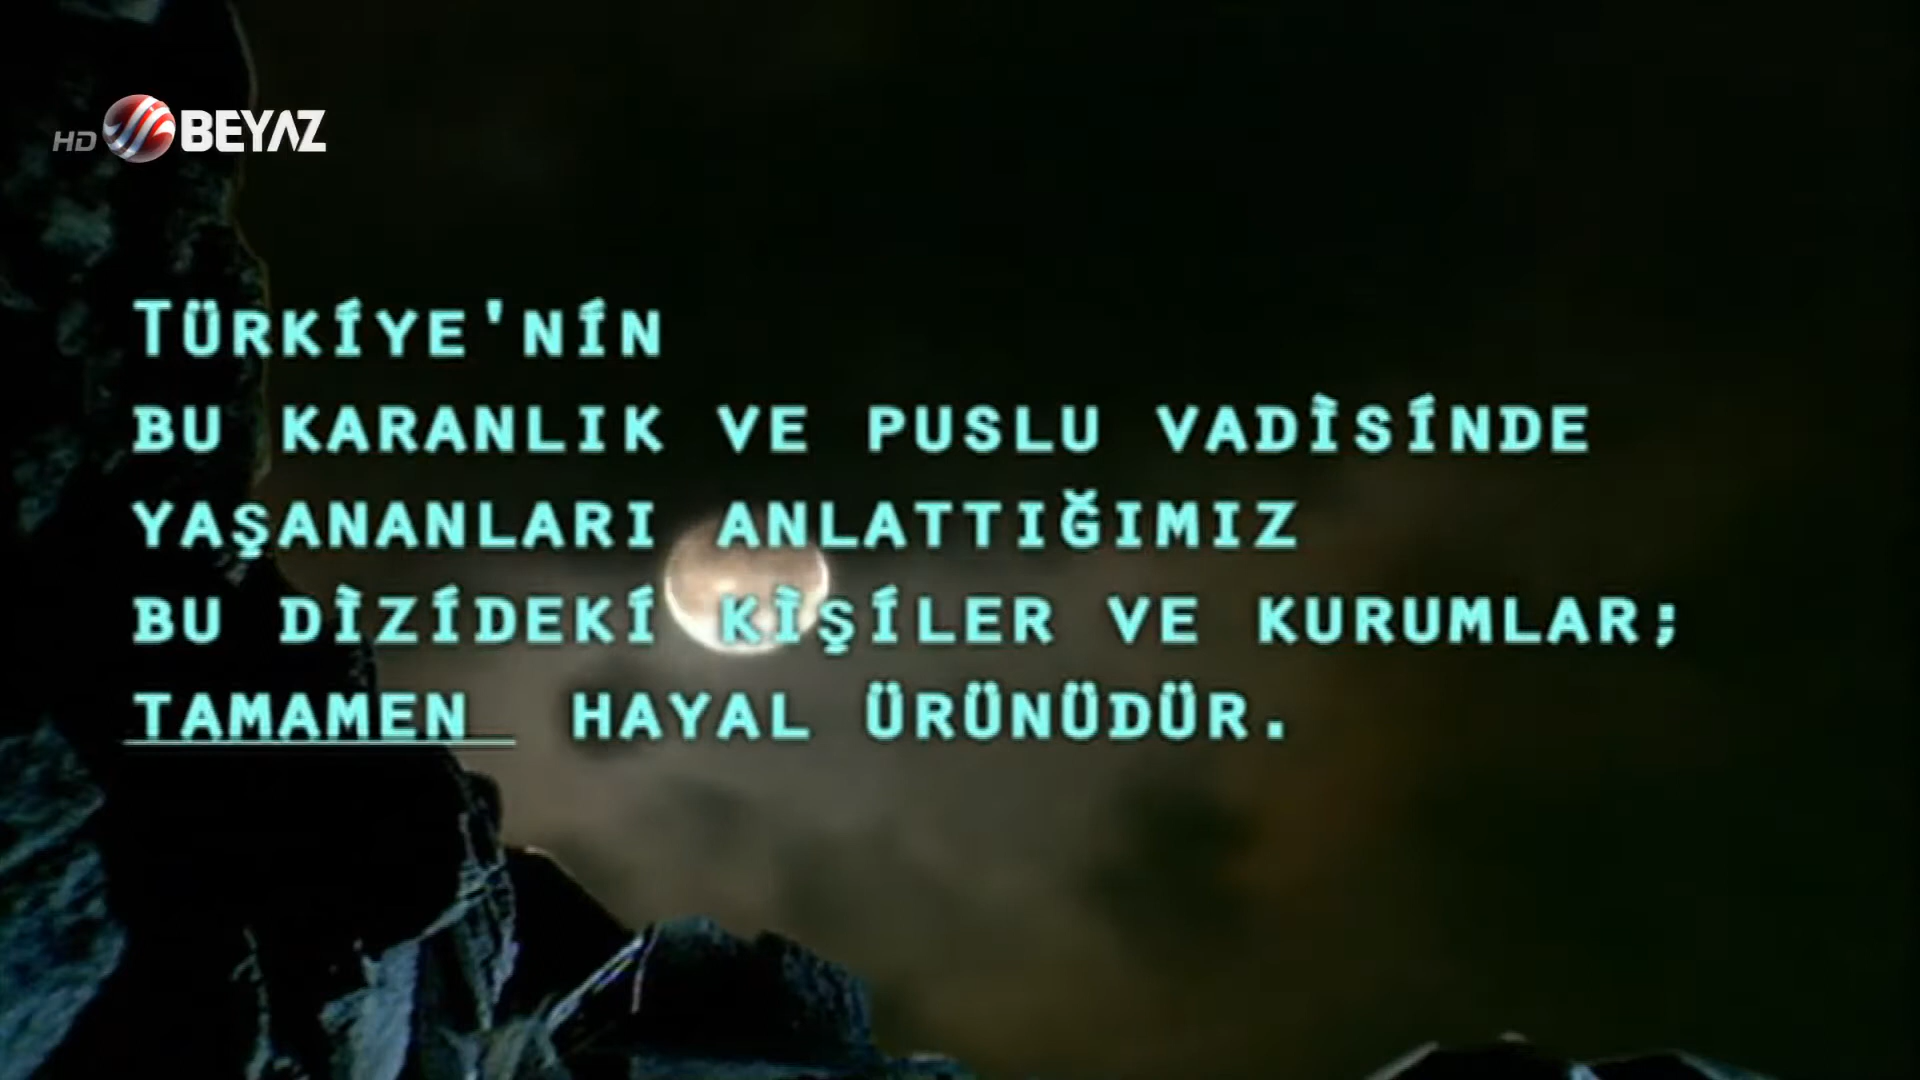 HD BEYAZ
TÜRKİYE'NİN
BU KARANLIK VE PUSLU VADİSİNDE
YAŞANANLARI ANLATTIĞIMIZ
BU DİZİDEKİ KİŞİLER VE KURUMLAR;
TAMAMEN HAYAL ÜRÜNÜDÜR.